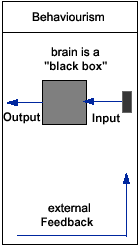 Behaviourism
brain is a
"black box"
Output
Input
external
Feedback